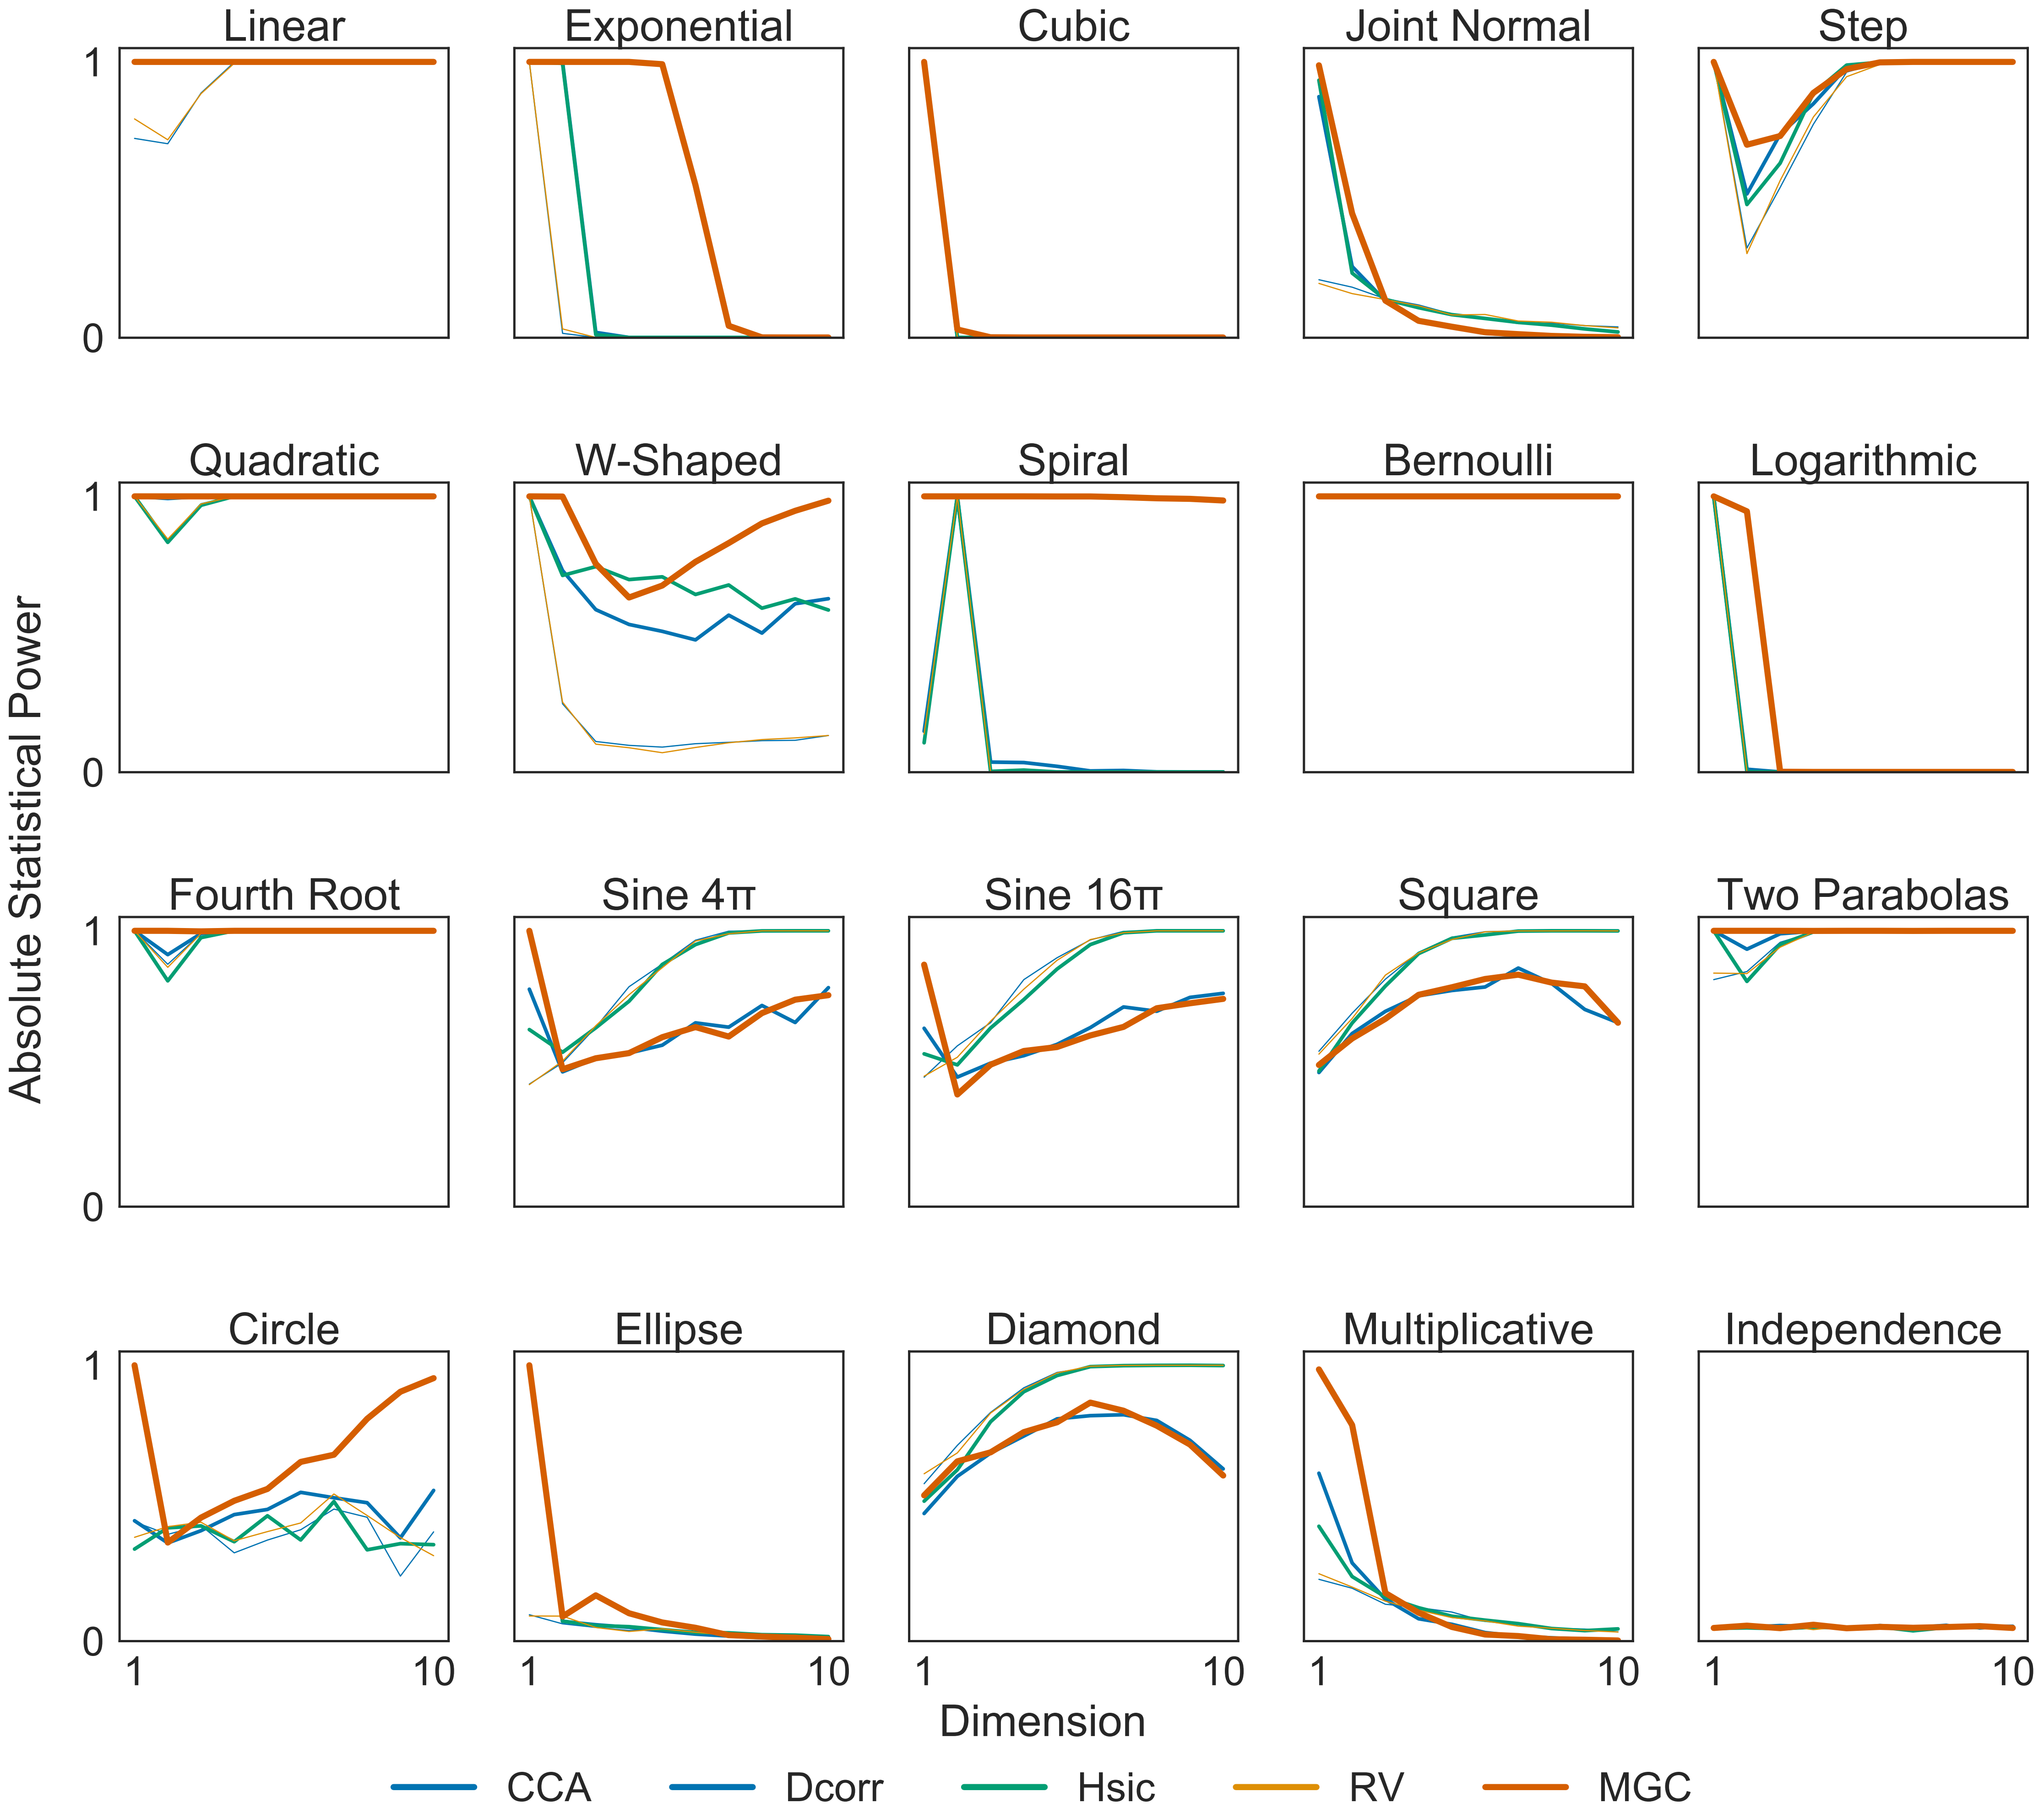 Linear Exponential Cubic Joint Normal Step
1
0
Quadratic W-Shaped Spiral Bernoulli Logarithmic
1
0
Absolute Statistical Power
Fourth Root Sine 4π Sine 16π Square Two Parabolas
1
0
Circle Ellipse Diamond Multiplicative Independence
1
0
1 10 1 10 1 10 1 10 1 10
Dimension
CCA Dcorr Hsic RV MGC